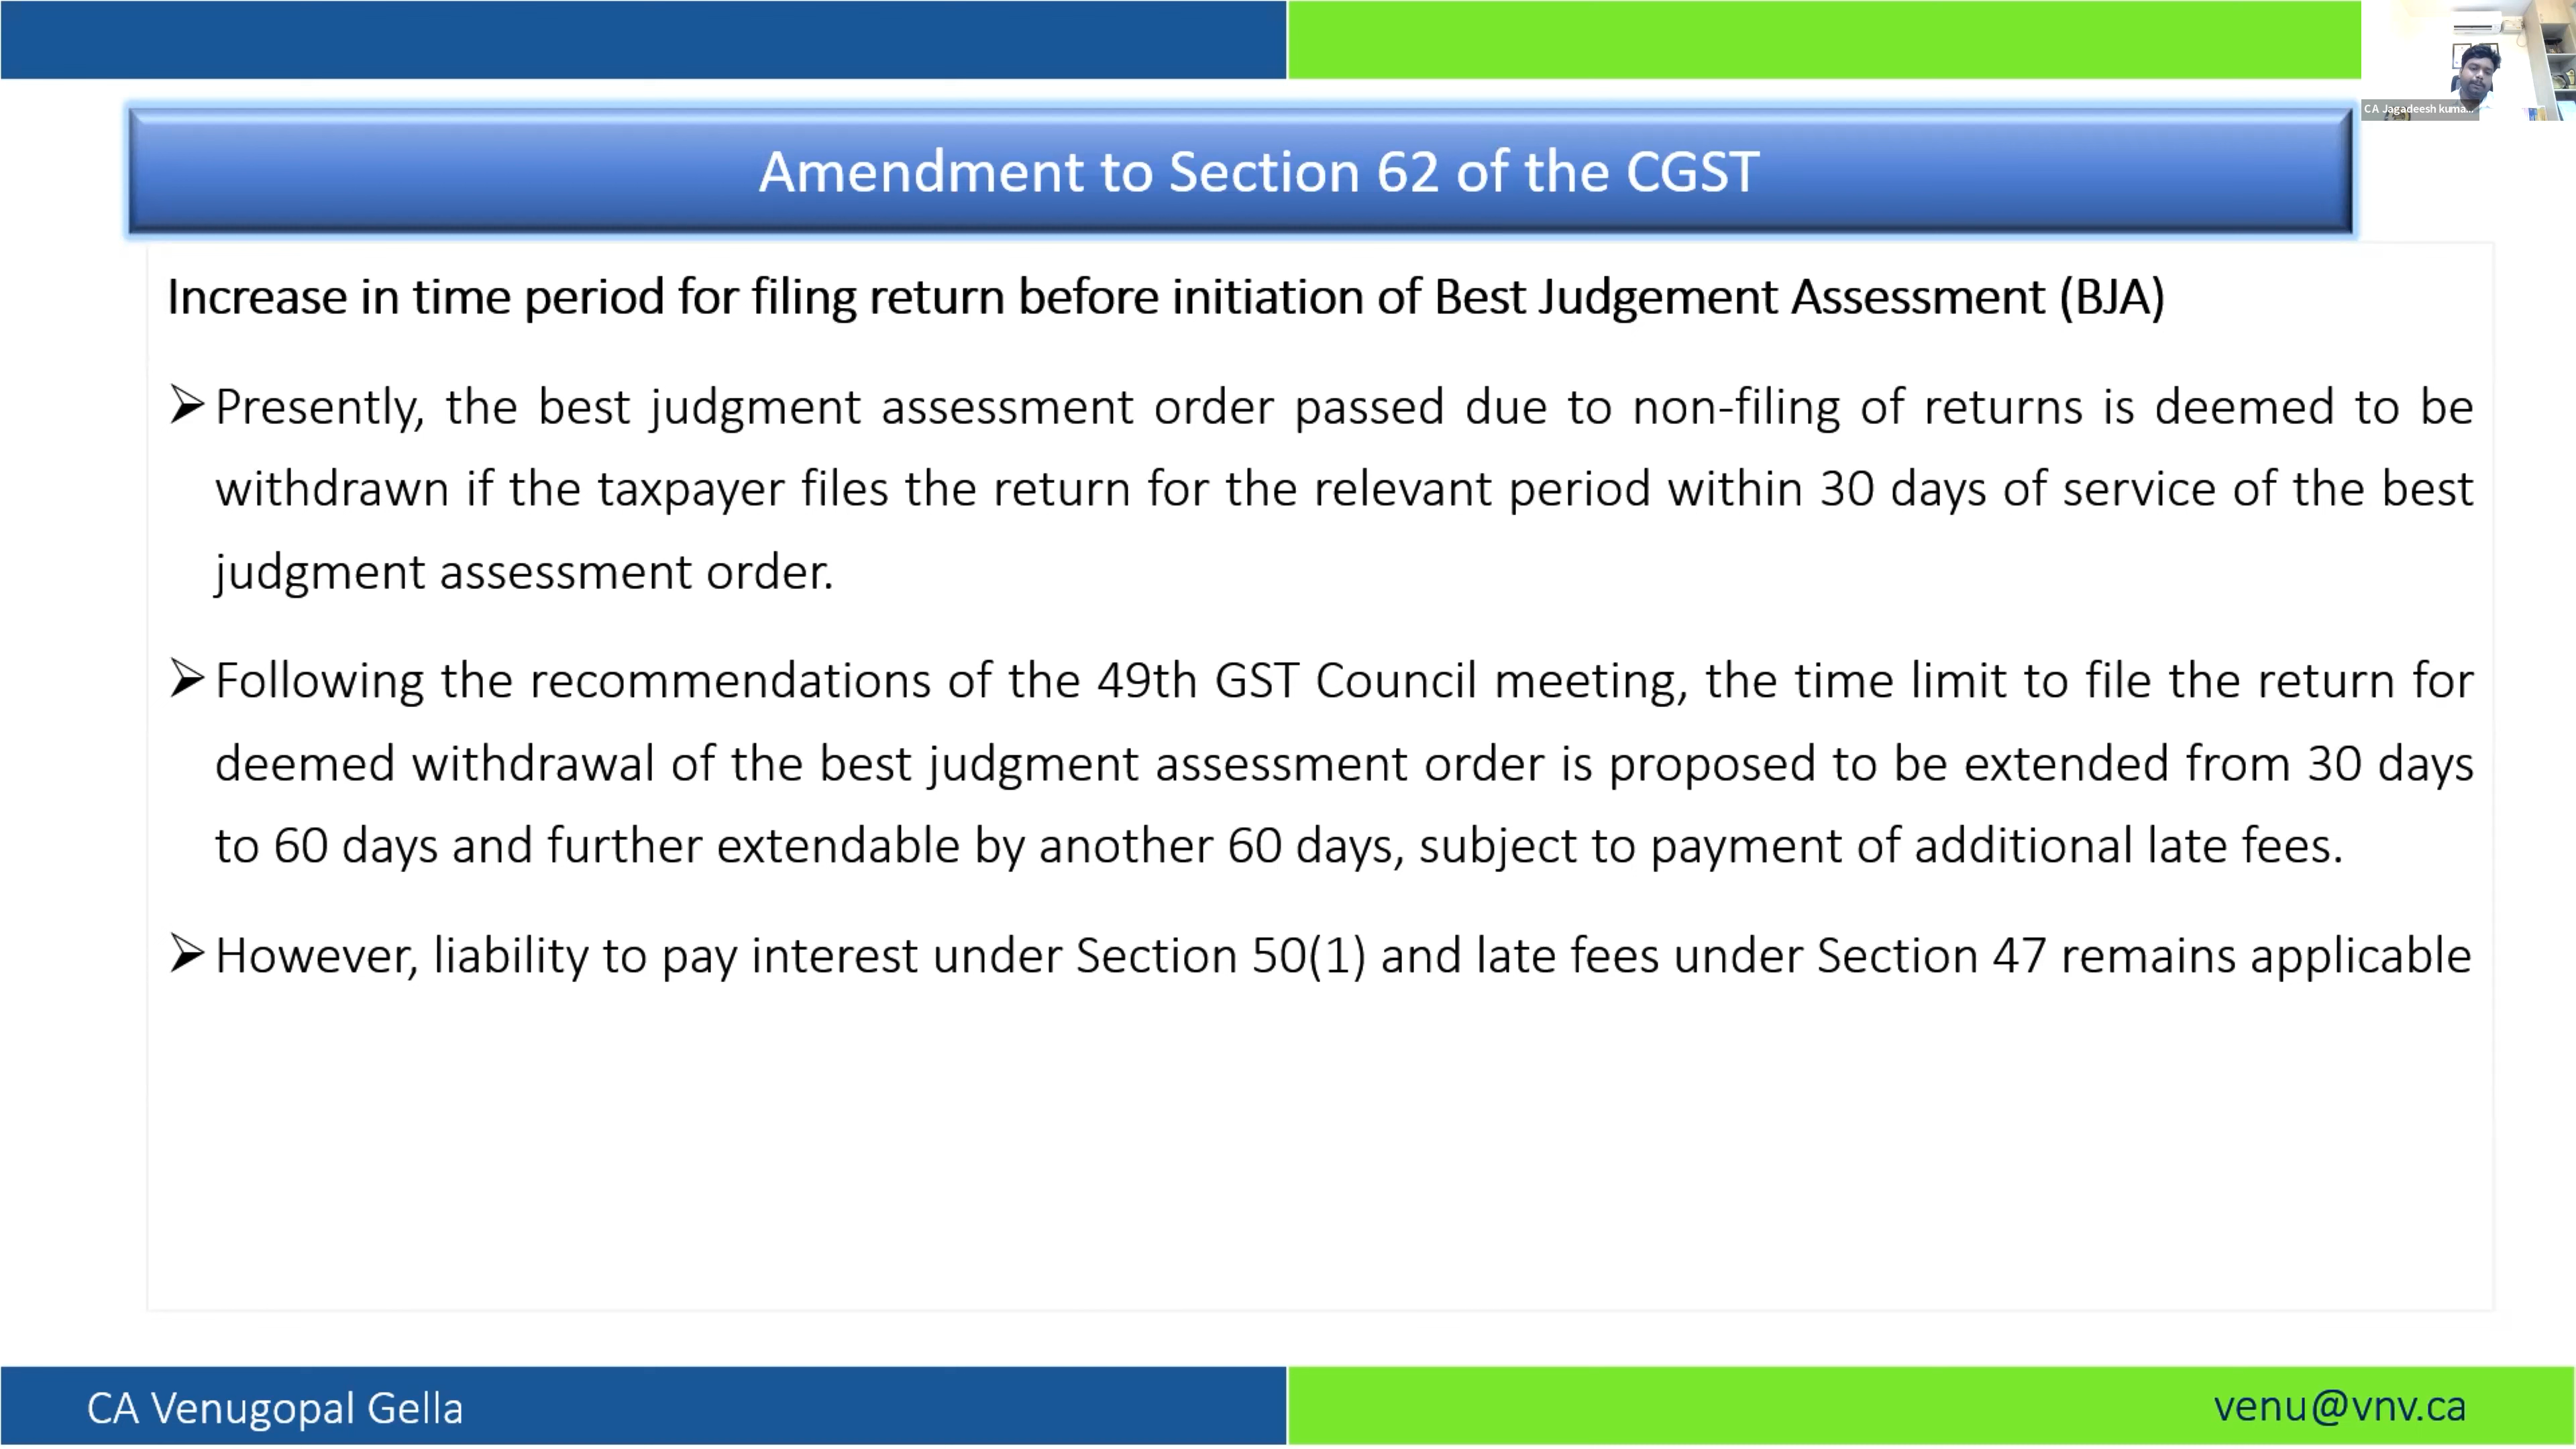 CA Jagadeesh kuma...
Amendment to Section 62 of the CGST
Increase in time period for filing return before initiation of Best Judgement Assessment (BJA)
Presently, the best judgment assessment order passed due to non-filing of returns is deemed to be
withdrawn if the taxpayer files the return for the relevant period within 30 days of service of the best
judgment assessment order.
Following the recommendations of the 49th GST Council meeting, the time limit to file the return for
deemed withdrawal of the best judgment assessment order is proposed to be extended from 30 days
to 60 days and further extendable by another 60 days, subject to payment of additional late fees.
However, liability to pay interest under Section 50(1) and late fees under Section 47 remains applicable
CA Venugopal Gella
venu@vnv.ca